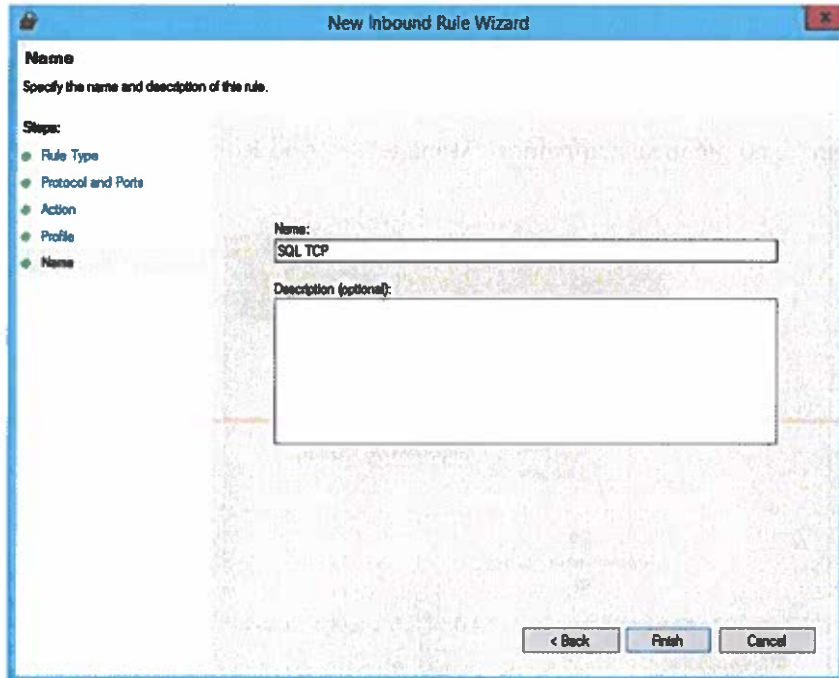 New Inbound Rule Wizard
x
Name
Specify the name and description of this rule.
Steps:
Rule Type
Protocol and Ports
Action
Profile
Name
Name:
SQL TCP
Description (optional):
< Back
Finish
Cancel